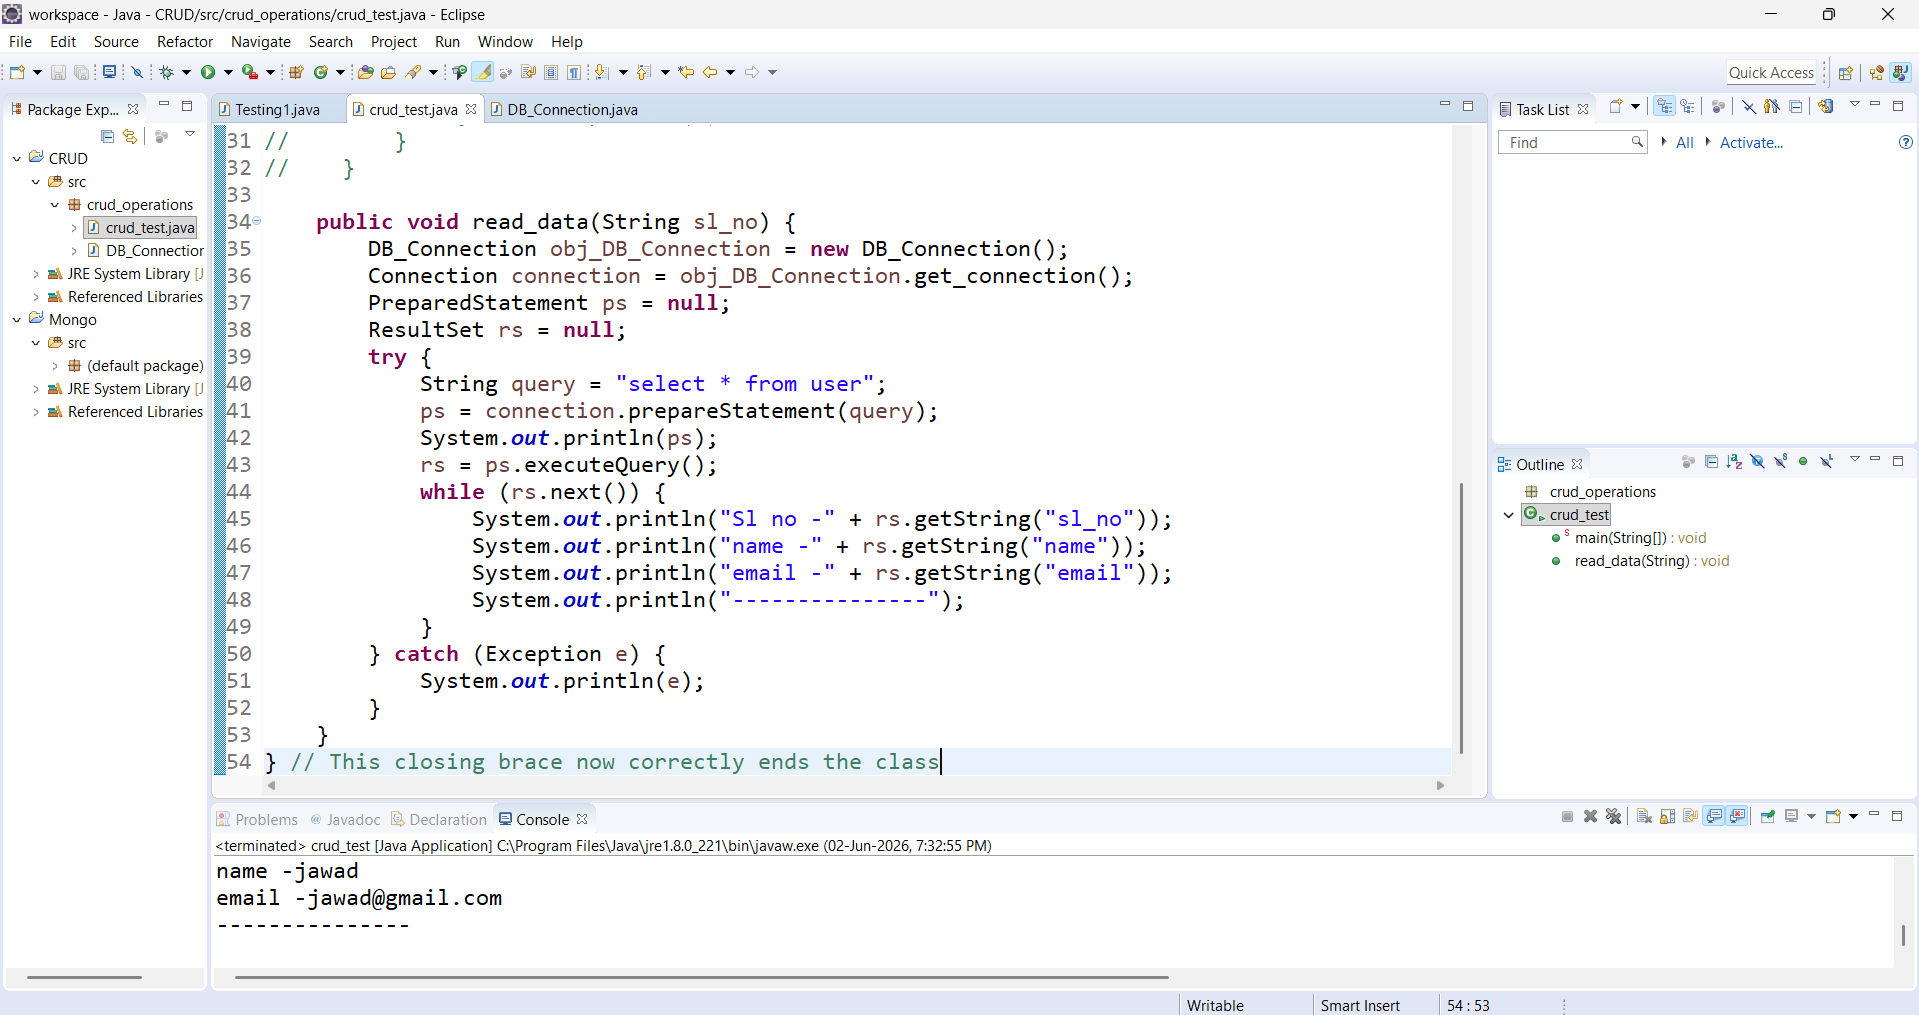 workspace - Java - CRUD/src/crud_operations/crud_test.java - Eclipse
File Edit Source Refactor Navigate Search Project Run Window Help
Quick Access
Package Exp...
CRUD
src
crud_operations
crud_test.java
DB_Connection
JRE System Library [J
Referenced Libraries
Mongo
src
(default package)
JRE System Library [J
Referenced Libraries
Testing1.java crud_test.java DB_Connection.java
31 // }
32 // }
33
34 public void read_data(String sl_no) {
35 DB_Connection obj_DB_Connection = new DB_Connection();
36 Connection connection = obj_DB_Connection.get_connection();
37 PreparedStatement ps = null;
38 ResultSet rs = null;
39 try {
40 String query = "select * from user";
41 ps = connection.prepareStatement(query);
42 System.out.println(ps);
43 rs = ps.executeQuery();
44 while (rs.next()) {
45 System.out.println("Sl no -" + rs.getString("sl_no"));
46 System.out.println("name -" + rs.getString("name"));
47 System.out.println("email -" + rs.getString("email"));
48 System.out.println("---------------");
49 }
50 } catch (Exception e) {
51 System.out.println(e);
52 }
53 }
54 } // This closing brace now correctly ends the class
Task List
Find All Activate...
Outline
crud_operations
crud_test
main(String[]) : void
read_data(String) : void
Problems Javadoc Declaration Console
<terminated> crud_test [Java Application] C:\Program Files\Java\jre1.8.0_221\bin\javaw.exe (02-Jun-2026, 7:32:55 PM)
name -jawad
email -jawad@gmail.com
---------------
Writable Smart Insert 54 : 53